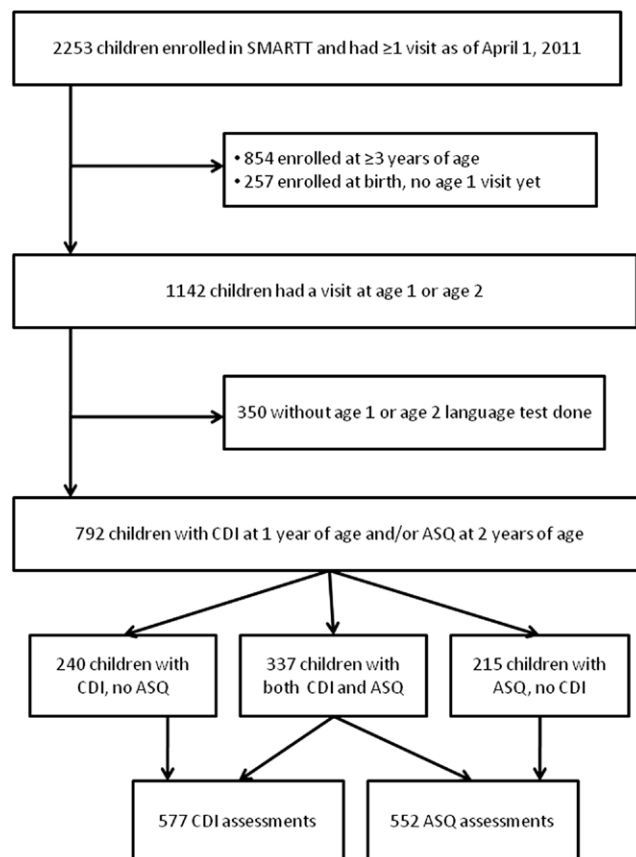 2253 children enrolled in SMARTT and had ≥1 visit as of April 1, 2011
• 854 enrolled at ≥3 years of age
• 257 enrolled at birth, no age 1 visit yet
1142 children had a visit at age 1 or age 2
350 without age 1 or age 2 language test done
792 children with CDI at 1 year of age and/or ASQ at 2 years of age
240 children with
CDI, no ASQ
337 children with
both CDI and ASQ
215 children with
ASQ, no CDI
577 CDI assessments
552 ASQ assessments